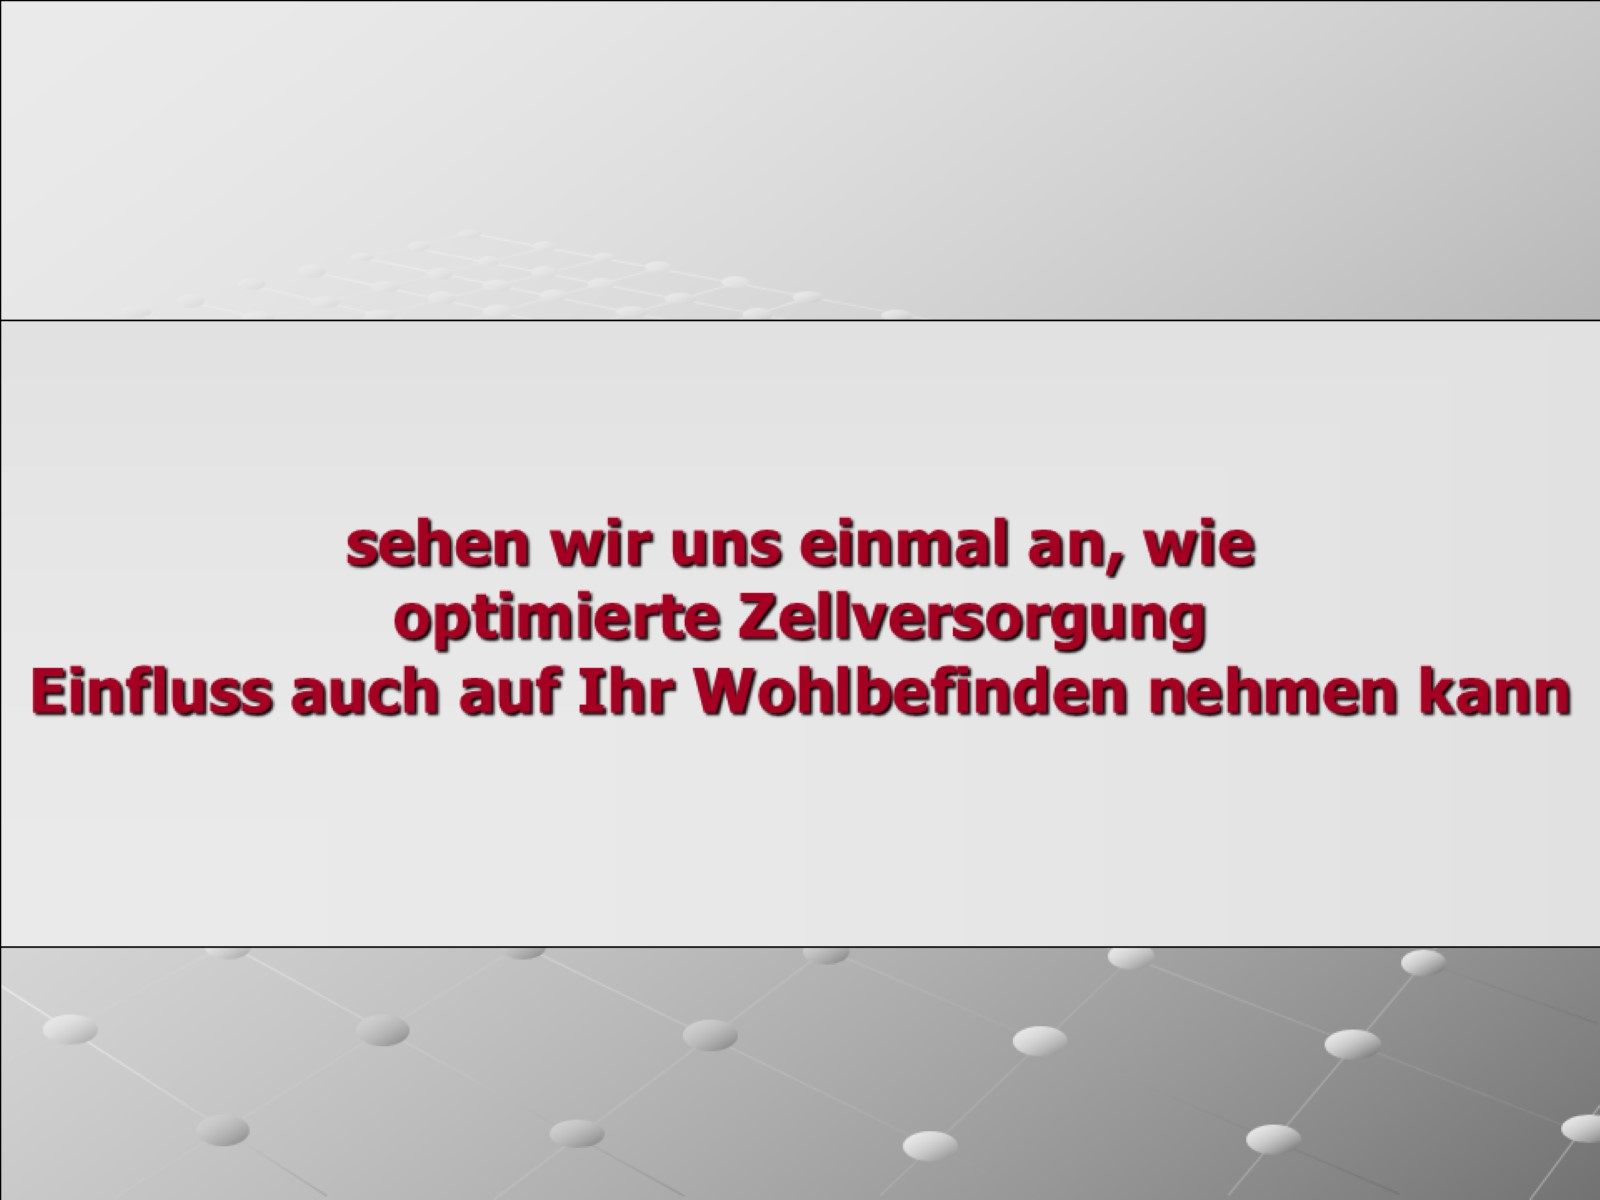 sehen wir uns einmal an, wie
optimierte Zellversorgung
Einfluss auch auf Ihr Wohlbefinden nehmen kann